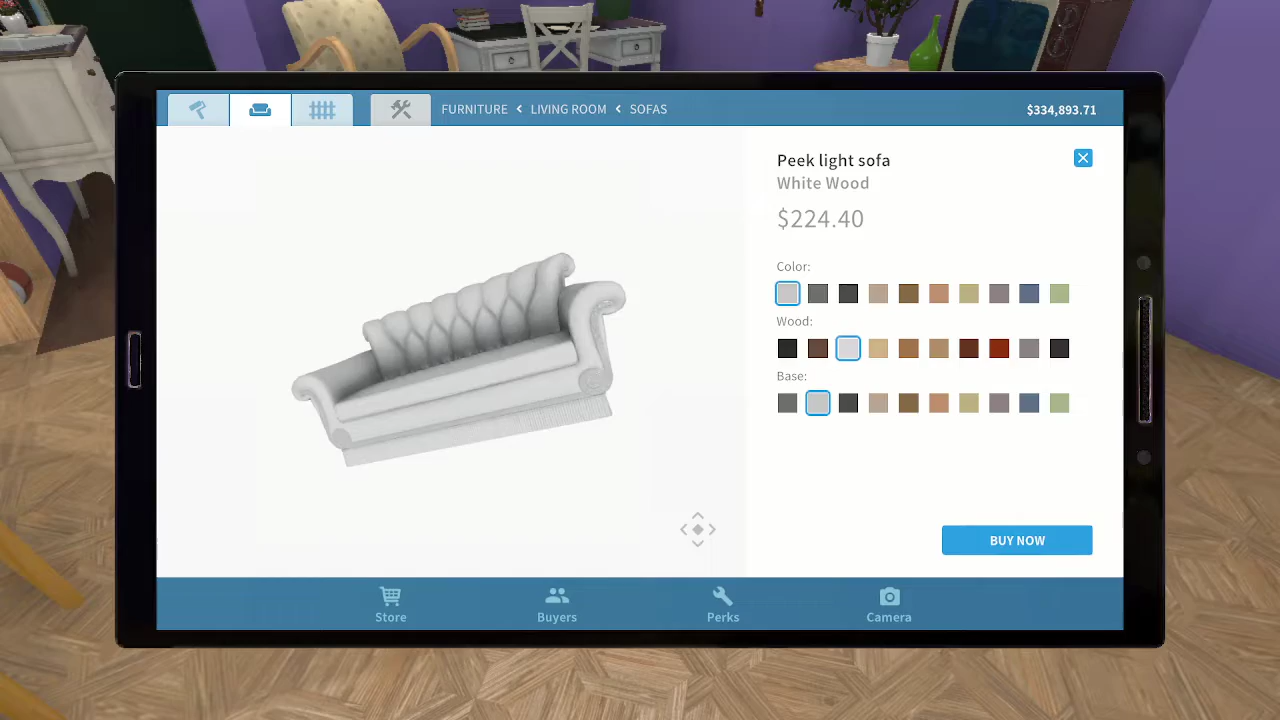 FURNITURE < LIVING ROOM < SOFAS
$334,893.71
Peek light sofa
White Wood
$224.40
Color:
Wood:
Base:
BUY NOW
Store
Buyers
Perks
Camera